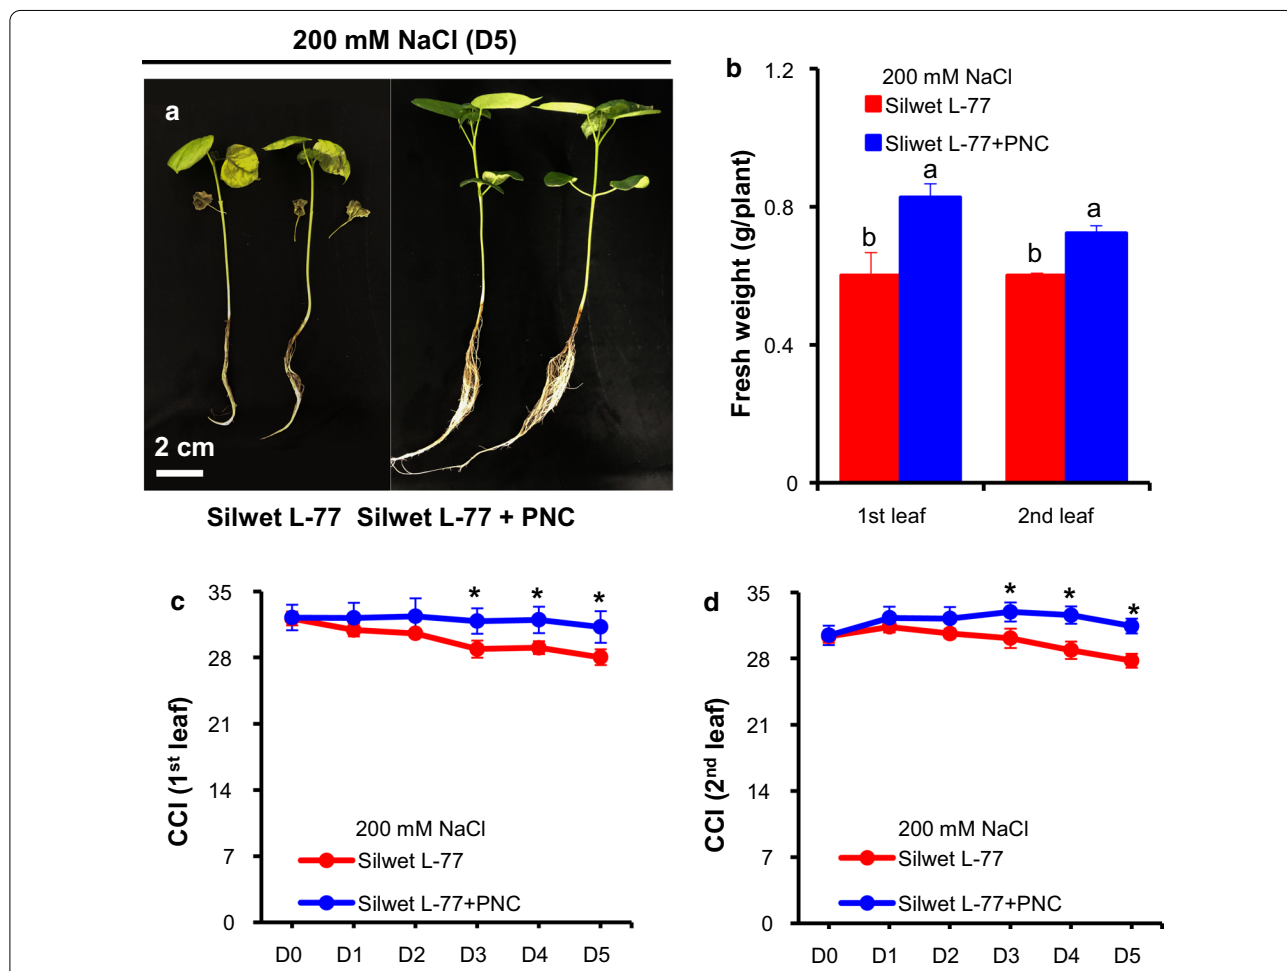 200 mM NaCl (D5)
a
2 cm
Silwet L-77 Silwet L-77 + PNC
b
1.2
0.8
0.4
0
Fresh weight (g/plant)
200 mM NaCl
Silwet L-77
Sliwet L-77+PNC
b
a
b
a
1st leaf
2nd leaf
c
35
28
21
14
7
0
CCI (1st leaf)
* * *
200 mM NaCl
Silwet L-77
Silwet L-77+PNC
D0 D1 D2 D3 D4 D5
d
35
28
21
14
7
0
CCI (2nd leaf)
* * *
200 mM NaCl
Silwet L-77
Silwet L-77+PNC
D0 D1 D2 D3 D4 D5